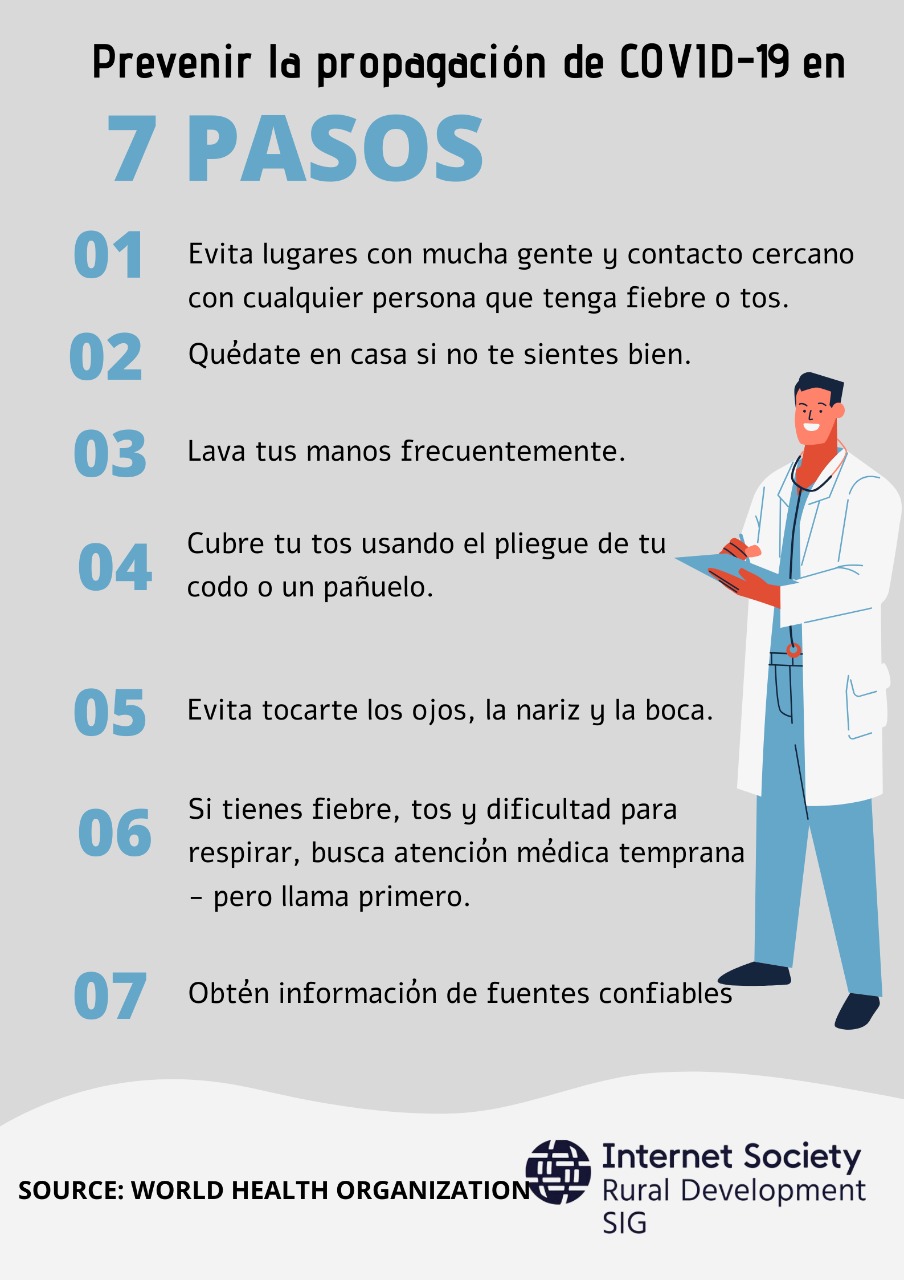 Prevenir la propagación de COVID-19 en
7 PASOS
01 Evita lugares con mucha gente y contacto cercano
con cualquier persona que tenga fiebre o tos.
02 Quédate en casa si no te sientes bien.
03 Lava tus manos frecuentemente.
04 Cubre tu tos usando el pliegue de tu
codo o un pañuelo.
05 Evita tocarte los ojos, la nariz y la boca.
06 Si tienes fiebre, tos y dificultad para
respirar, busca atención médica temprana
– pero llama primero.
07 Obtén información de fuentes confiables
SOURCE: WORLD HEALTH ORGANIZATION
Internet Society
Rural Development
SIG